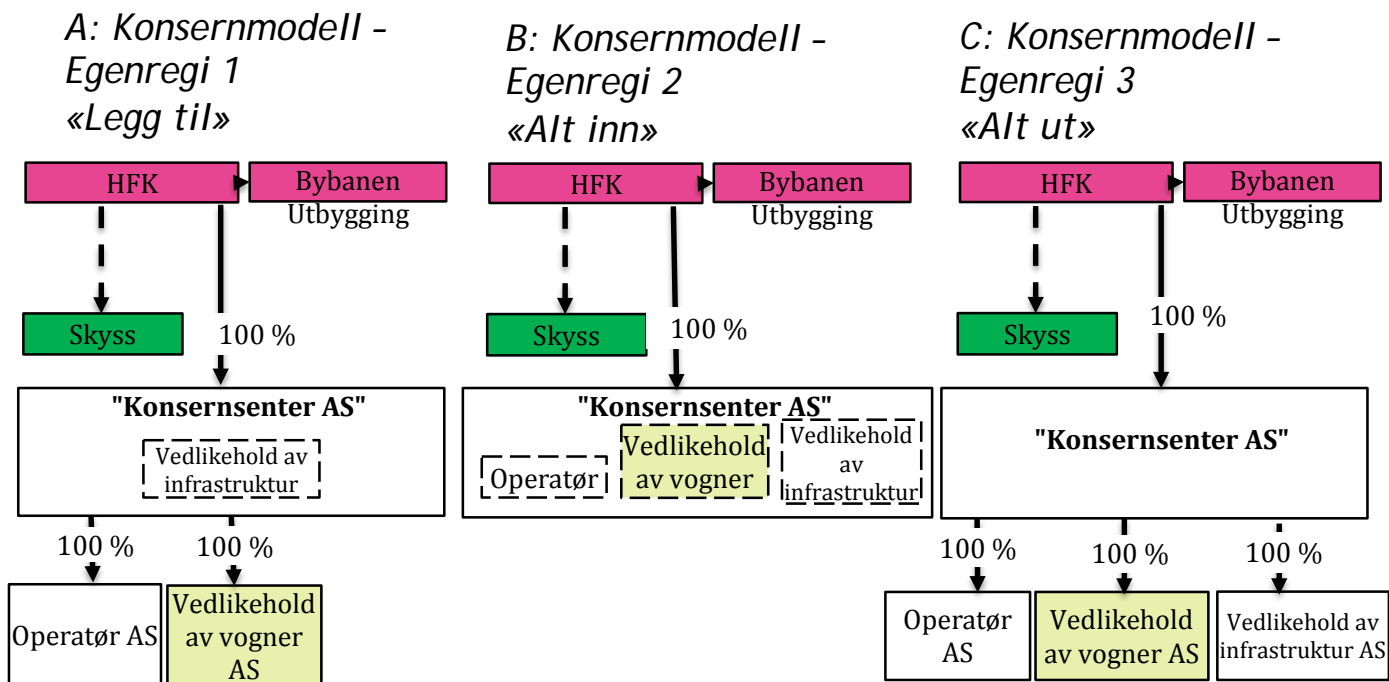 A: Konsernmodell –
Egenregi 1
«Legg til»
HFK
Bybanen
Utbygging
Skyss
100 %
"Konsernsenter AS"
Vedlikehold av
infrastruktur
100 %
100 %
Operatør AS
Vedlikehold
av vogner
AS
B: Konsernmodell –
Egenregi 2
«Alt inn»
HFK
Bybanen
Utbygging
Skyss
100 %
"Konsernsenter AS"
Operatør
Vedlikehold
av vogner
Vedlikehold
av
infrastruktur
C: Konsernmodell –
Egenregi 3
«Alt ut»
HFK
Bybanen
Utbygging
Skyss
100 %
"Konsernsenter AS"
100 %
100 %
100 %
Operatør
AS
Vedlikehold
av vogner AS
Vedlikehold av
infrastruktur AS